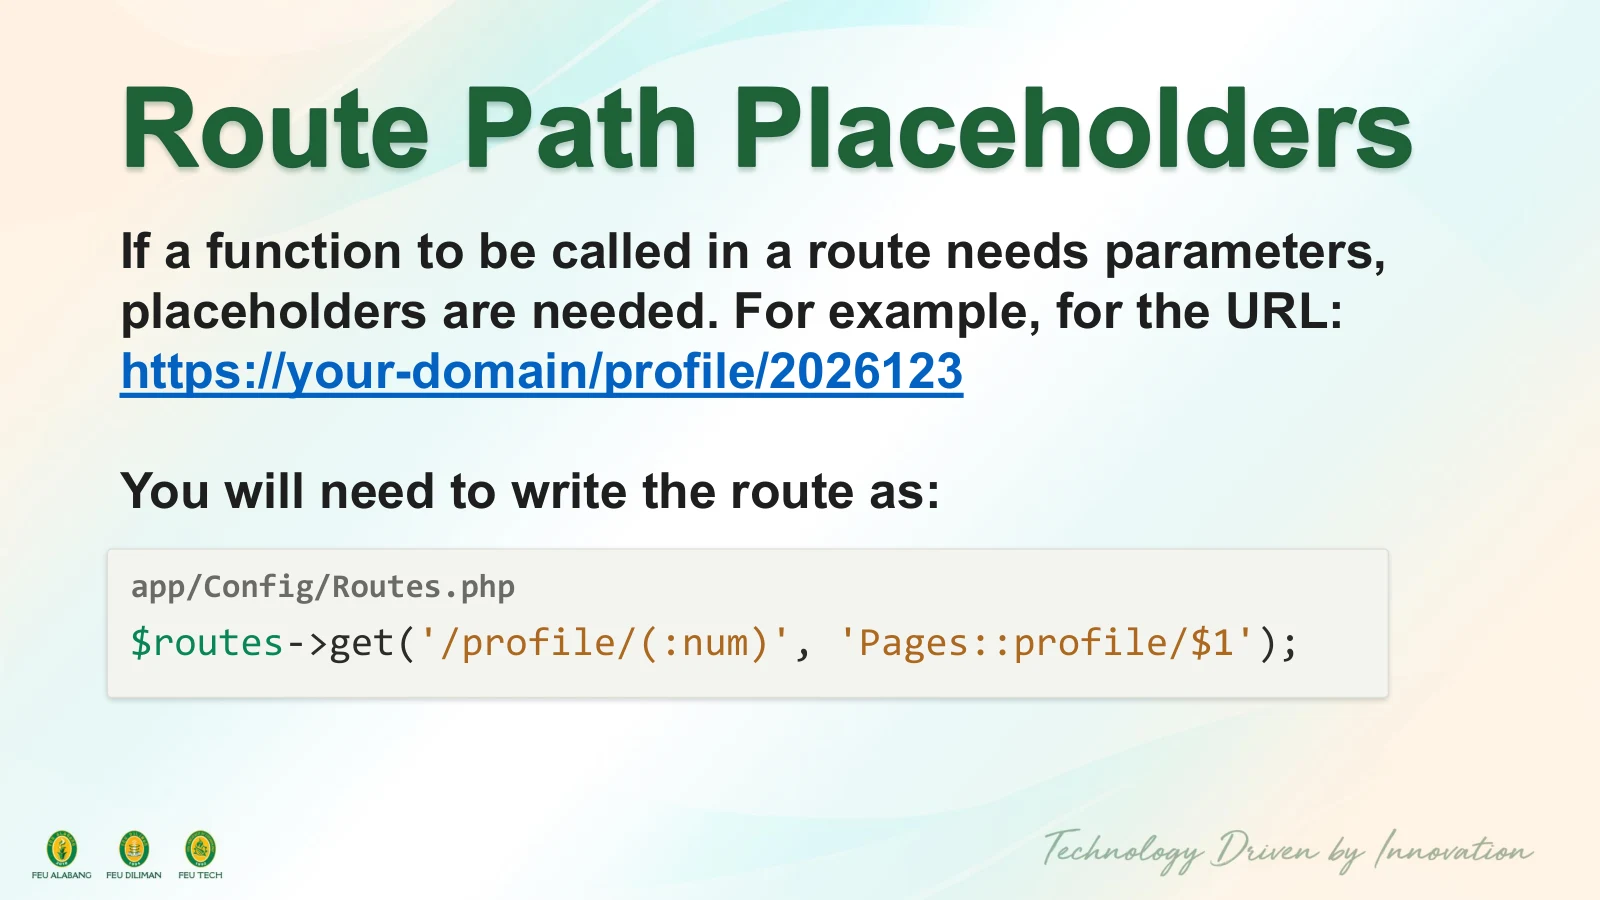 Route Path Placeholders
If a function to be called in a route needs parameters,
placeholders are needed. For example, for the URL:
https://your-domain/profile/2026123
You will need to write the route as:
app/Config/Routes.php
$routes->get('/profile/(:num)', 'Pages::profile/$1');
FEU ALABANG FEU DILIMAN FEU TECH
Technology Driven by Innovation